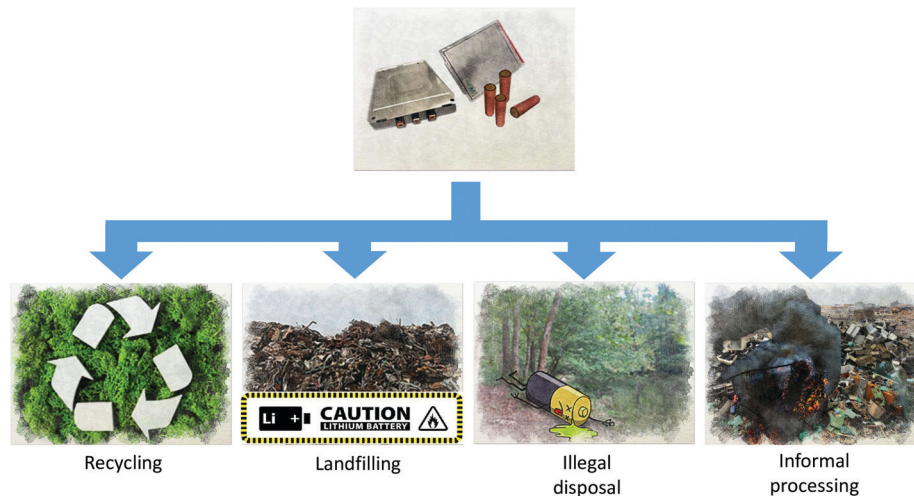 Li +
CAUTION
LITHIUM BATTERY
Recycling
Landfilling
Illegal
disposal
Informal
processing